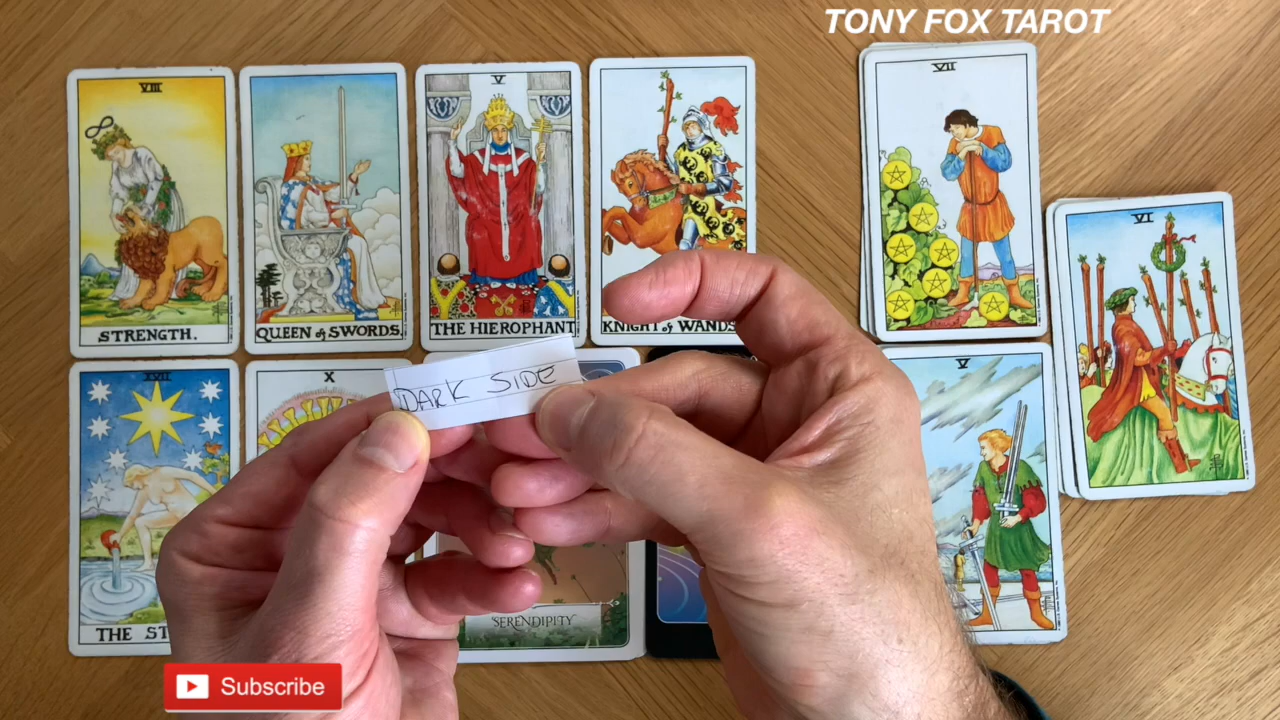 TONY FOX TAROT
VIII
STRENGTH.
QUEEN of SWORDS.
V
THE HIEROPHANT
KNIGHT of WANDS
VII
VI
DARK SIDE
XVII
THE ST
X
SERENDIPITY
V
Subscribe